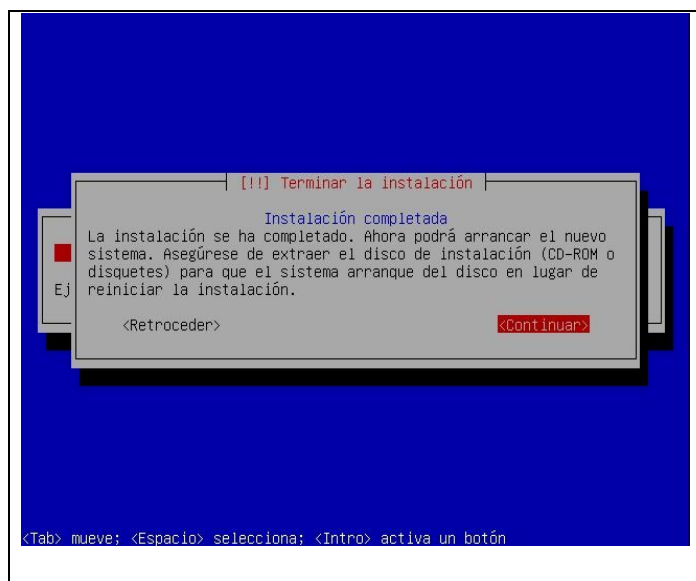 [!!] Terminar la instalación
Instalación completada
La instalación se ha completado. Ahora podrá arrancar el nuevo
sistema. Asegúrese de extraer el disco de instalación (CD-ROM o
disquetes) para que el sistema arranque del disco en lugar de
reiniciar la instalación.
Ej
<Retroceder> <Continuar>
<Tab> mueve; <Espacio> selecciona; <Intro> activa un botón